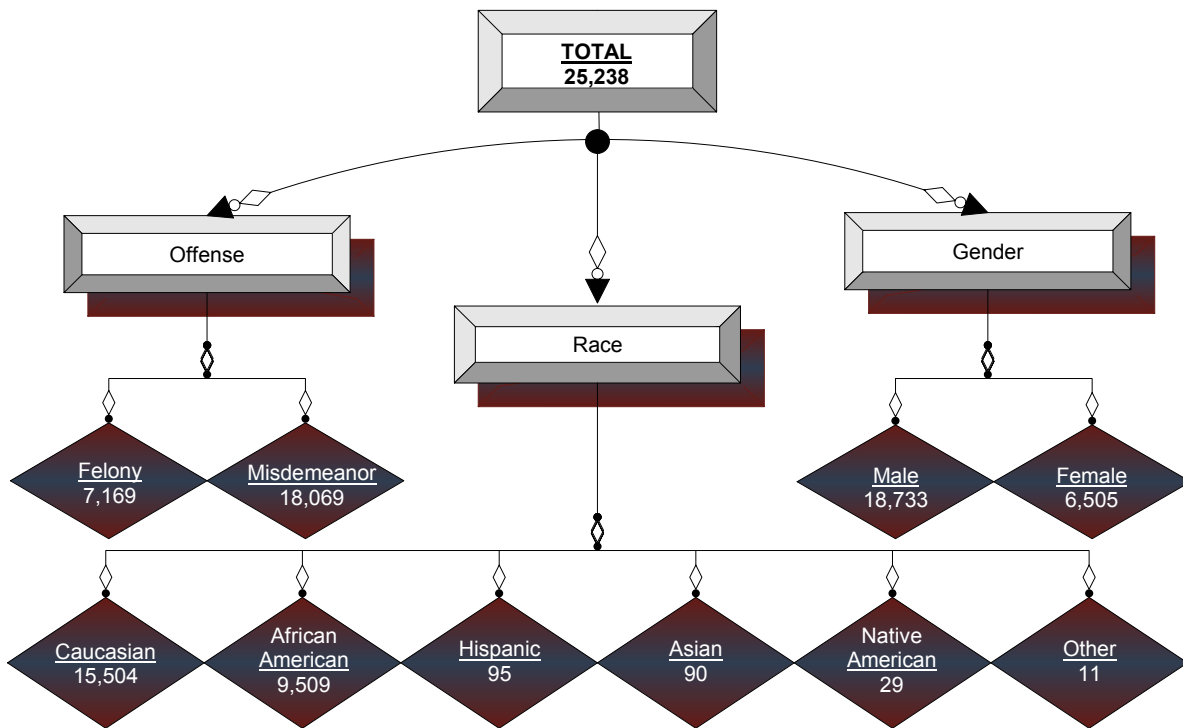 TOTAL
25,238
Offense
Gender
Race
Felony
7,169
Misdemeanor
18,069
Male
18,733
Female
6,505
Caucasian
15,504
African
American
9,509
Hispanic
95
Asian
90
Native
American
29
Other
11